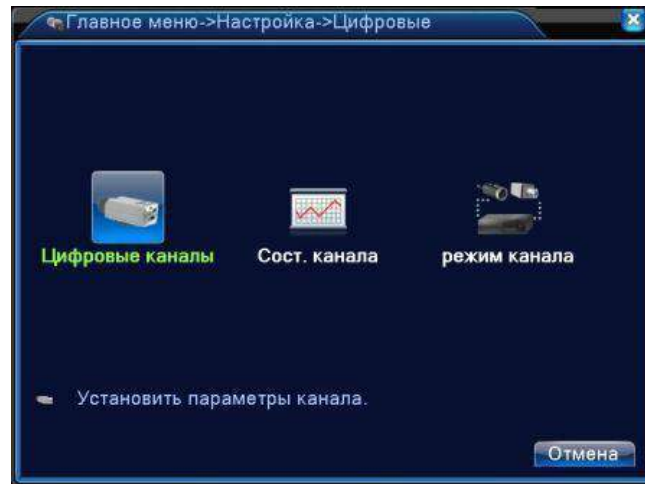 Главное меню->Настройка->Цифровые
Цифровые каналы
Сост. канала
режим канала
Установить параметры канала.
Отмена